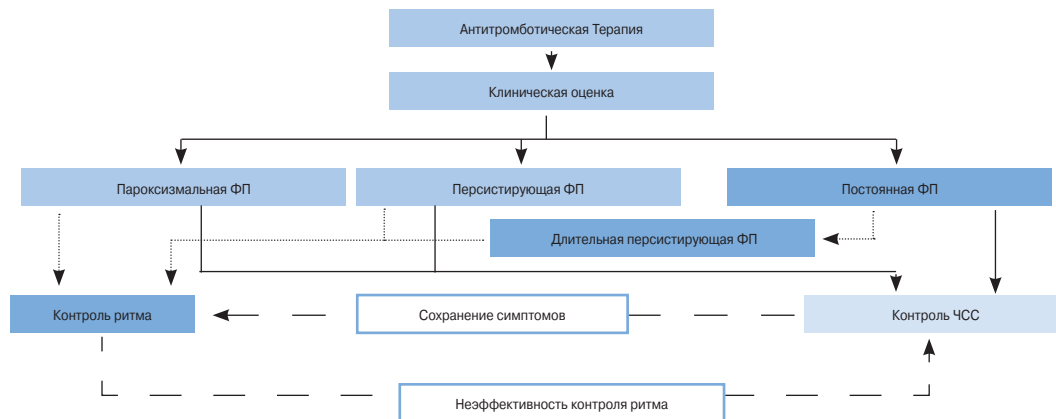 Антитромботическая Терапия
Клиническая оценка
Пароксизмальная ФП
Персистирующая ФП
Постоянная ФП
Длительная персистирующая ФП
Контроль ритма
Сохранение симптомов
Контроль ЧСС
Неэффективность контроля ритма